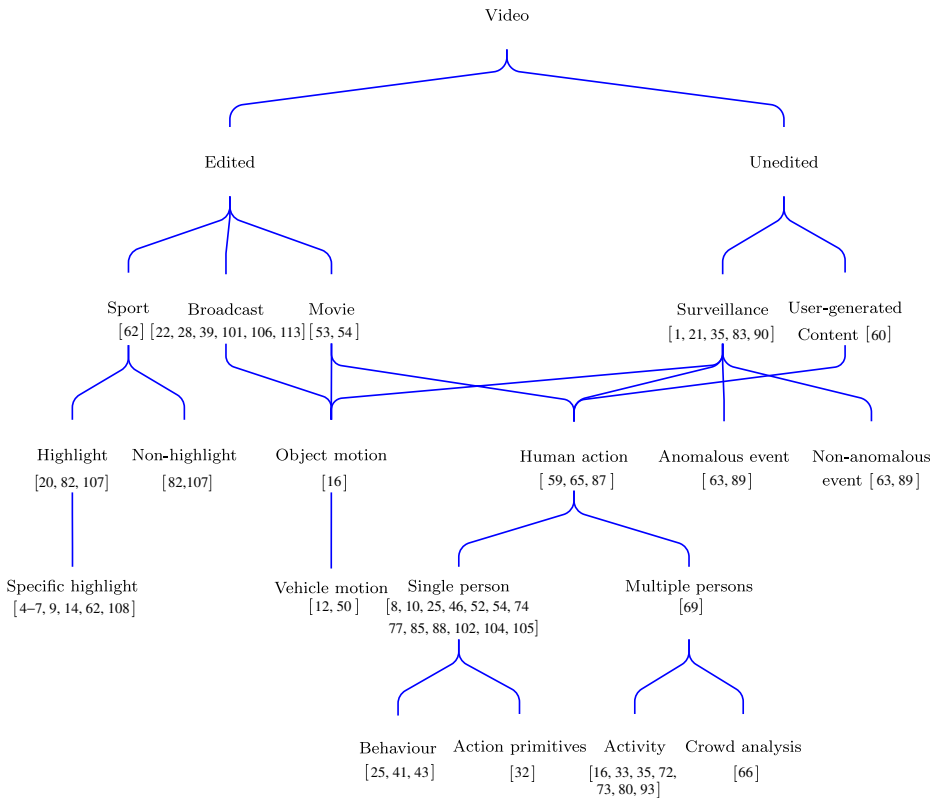 Video
Edited
Unedited
Sport
[62]
Broadcast
[22, 28, 39, 101, 106, 113]
Movie
[53, 54]
Surveillance
[1, 21, 35, 83, 90]
User-generated
Content [60]
Highlight
[20, 82, 107]
Non-highlight
[82,107]
Object motion
[16]
Human action
[ 59, 65, 87]
Anomalous event
[63, 89]
Non-anomalous
event [63, 89]
Specific highlight
[4–7, 9, 14, 62, 108]
Vehicle motion
[12, 50]
Single person
[8, 10, 25, 46, 52, 54, 74
77, 85, 88, 102, 104, 105]
Multiple persons
[69]
Behaviour
[25, 41, 43]
Action primitives
[32]
Activity
[16, 33, 35, 72,
73, 80, 93]
Crowd analysis
[66]